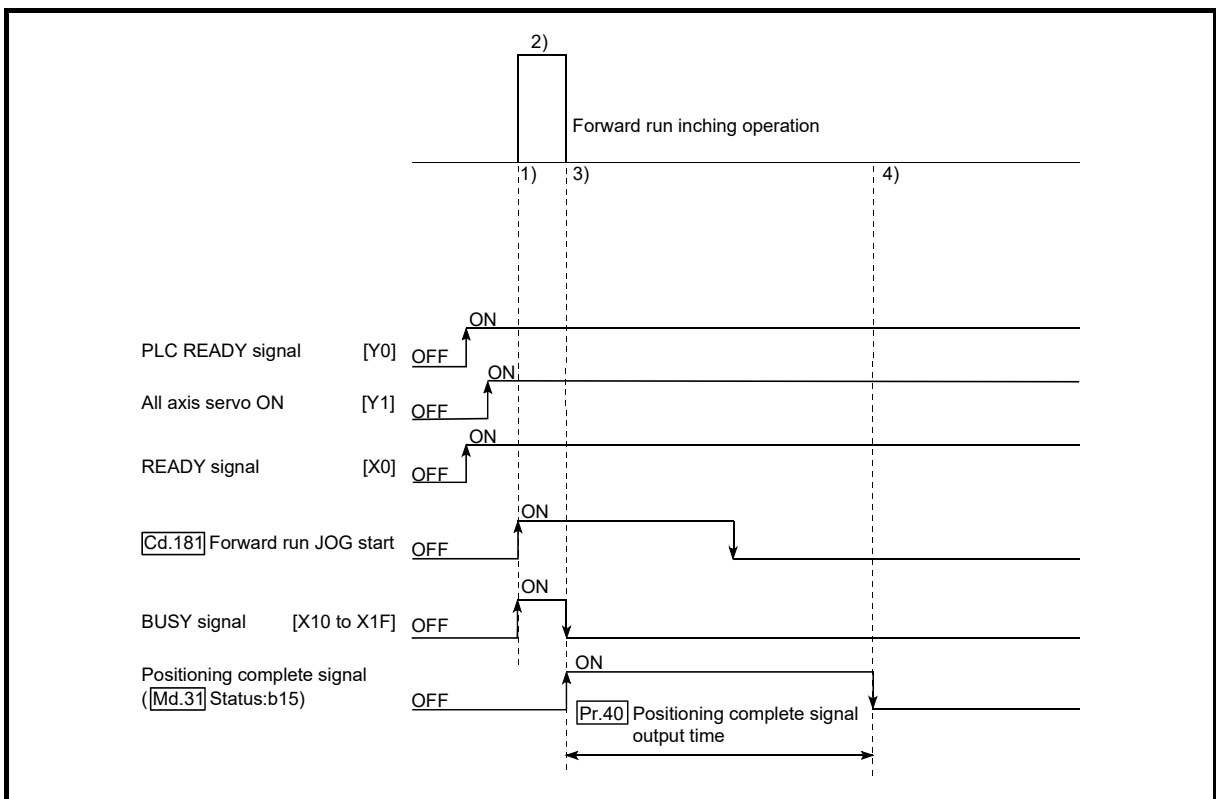 2)
Forward run inching operation
1)
3)
4)
ON
PLC READY signal [Y0] OFF
ON
All axis servo ON [Y1] OFF
ON
READY signal [X0] OFF
ON
Cd.181 Forward run JOG start OFF
ON
BUSY signal [X10 to X1F] OFF
ON
Positioning complete signal
( Md.31 Status:b15) OFF
Pr.40 Positioning complete signal
output time